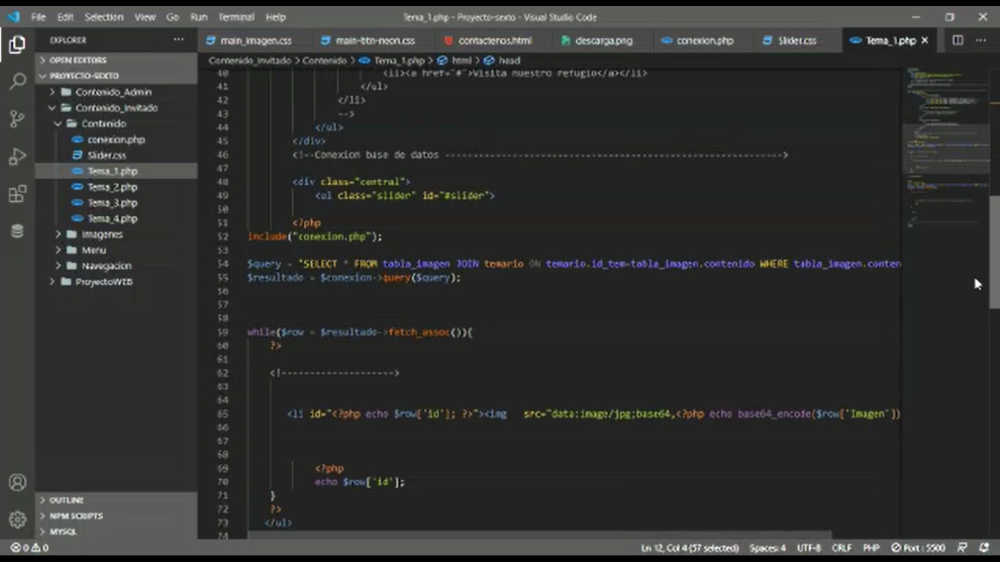 File Edit Selection View Go Run Terminal Help
Tema_1.php - Proyecto-sexto - Visual Studio Code
EXPLORER ...
main_imagen.css main-btn-neon.css contactenos.html descarga.png conexion.php Slider.css Tema_1.php
OPEN EDITORS
PROYECTO-SEXTO
Contenido_Admin
Contenido_Invitado
Contenido
conexion.php
Slider.css
Tema_1.php
Tema_2.php
Tema_3.php
Tema_4.php
Imagenes
Menu
Navegacion
ProyectoWEB
OUTLINE
NPM SCRIPTS
MYSQL
Contenido_Invitado > Contenido > Tema_1.php > html > head
40 <li><a href="#">Visita nuestro refugio</a></li>
41 </ul>
42 </li>
43 -->
44 </ul>
45 </div>
46 <!--Conexion base de datos ------------------------------------------------------------>
47
48 <div class="central">
49 <ul class="slider" id="#slider">
50
51 <?php
52 include("conexion.php");
53
54 $query = "SELECT * FROM tabla_imagen JOIN temario ON temario.id_tem=tabla_imagen.contenido WHERE tabla_imagen.conten
55 $resultado = $conexion->query($query);
56
57
58
59 while($row = $resultado->fetch_assoc()){
60 ?>
61
62 <!-------------------->
63
64
65 <li id="<?php echo $row['id']; ?>"><img src="data:image/jpg;base64,<?php echo base64_encode($row['Imagen'])
66
67
68
69 <?php
70 echo $row['id'];
71 }
72 ?>
73 </ul>
74
0 0 Ln 12, Col 4 (57 selected) Spaces: 4 UTF-8 CRLF PHP Port : 5500